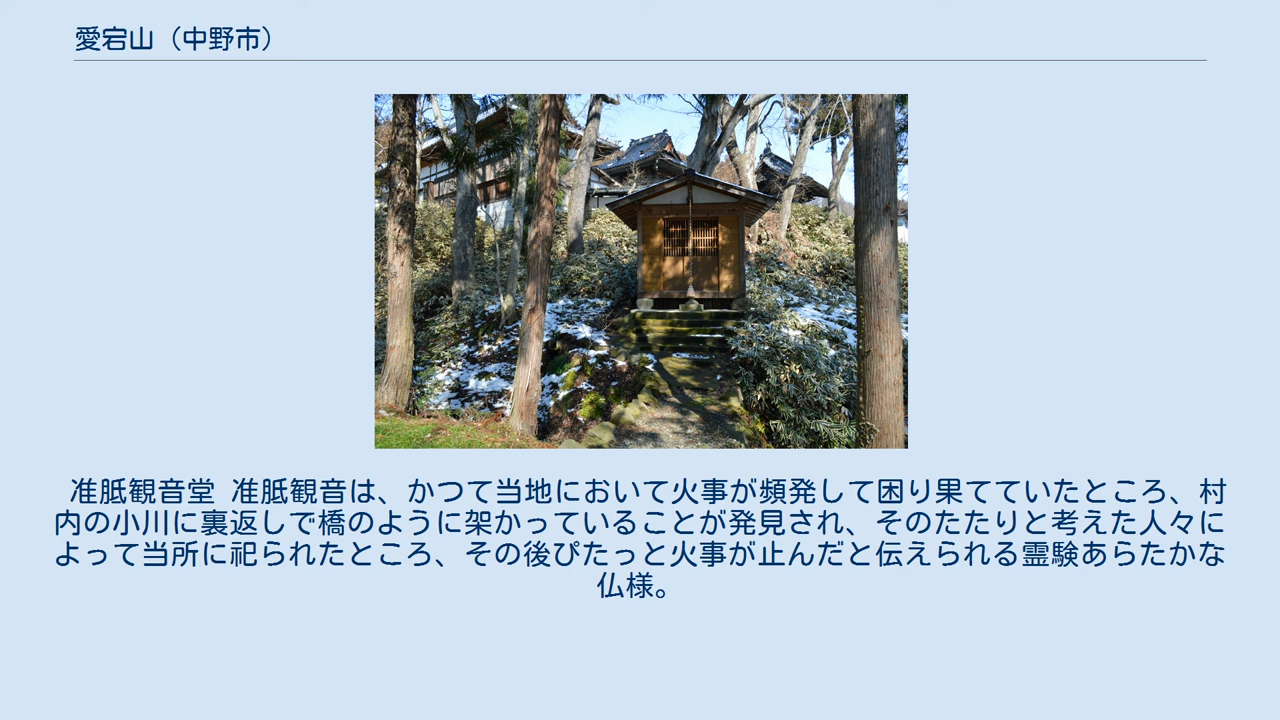 愛宕山（中野市）
准胝観音堂 准胝観音は、かつて当地において火事が頻発して困り果てていたところ、村
内の小川に裏返しで橋のように架かっていることが発見され、そのたたりと考えた人々に
よって当所に祀られたところ、その後ぴたっと火事が止んだと伝えられる霊験あらたかな
仏様。